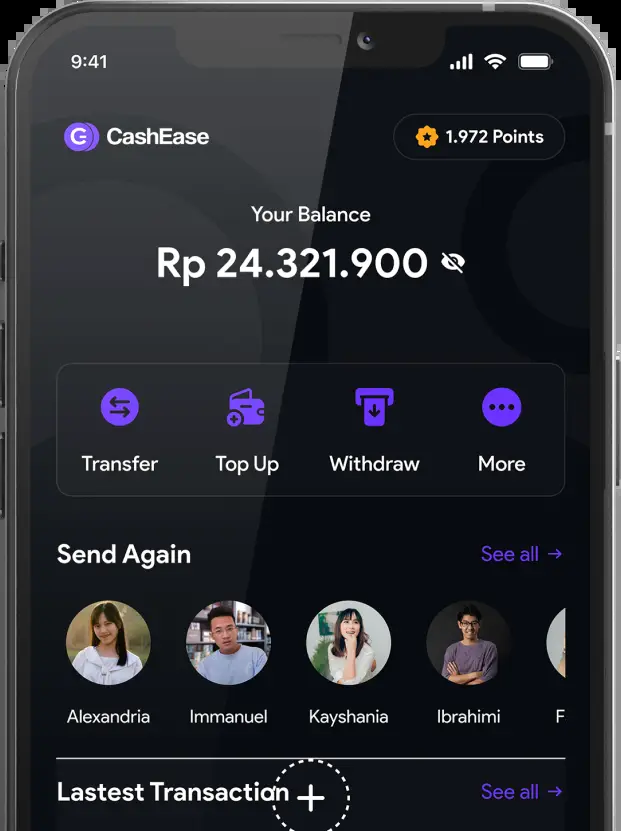 9:41
CashEase
1.972 Points
Your Balance
Rp 24.321.900
Transfer Top Up Withdraw More
Send Again See all →
Alexandria Immanuel Kayshania Ibrahimi F
Lastest Transaction See all →